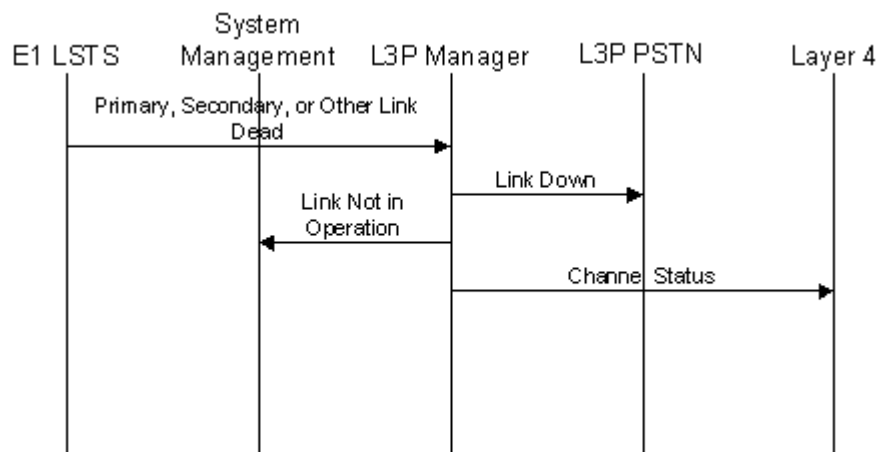 System
E1 LSTS Management L3P Manager L3P PSTN Layer 4
Primary, Secondary, or Other Link
Dead
Link Down
Link Not in
Operation
Channel Status